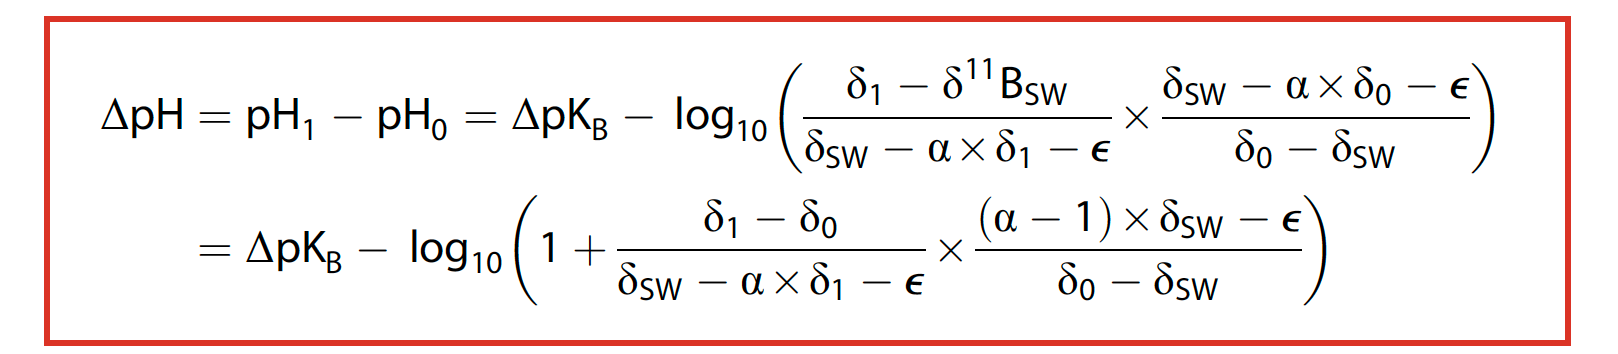 ΔpH = pH₁ − pH₀ = ΔpK_B − log₁₀ ( (δ₁ − δ¹¹B_SW) / (δ_SW − α × δ₁ − ϵ) × (δ_SW − α × δ₀ − ϵ) / (δ₀ − δ_SW) )
= ΔpK_B − log₁₀ ( 1 + (δ₁ − δ₀) / (δ_SW − α × δ₁ − ϵ) × ((α − 1) × δ_SW − ϵ) / (δ₀ − δ_SW) )